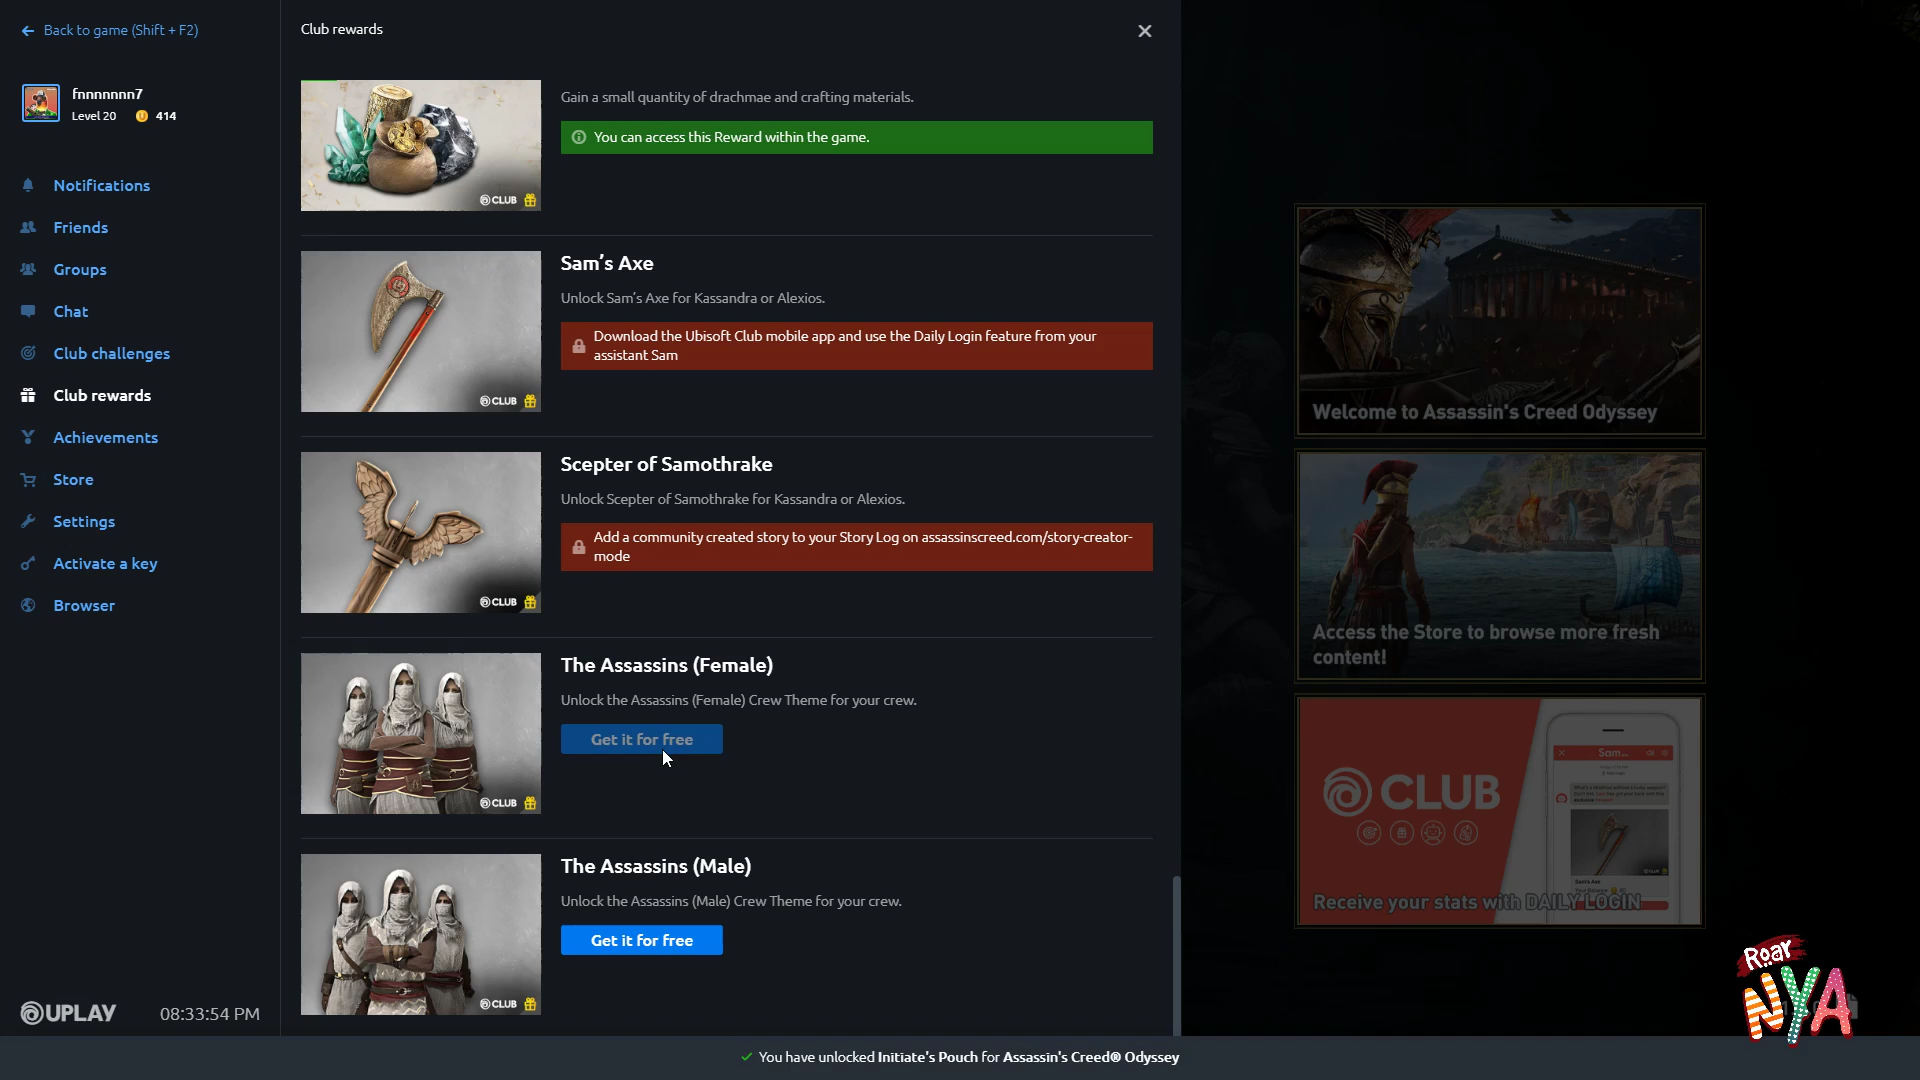 Back to game (Shift + F2)
fnnnnnnn7
Level 20 414
Notifications
Friends
Groups
Chat
Club challenges
Club rewards
Achievements
Store
Settings
Activate a key
Browser
UPLAY 08:33:54 PM
Club rewards
Gain a small quantity of drachmae and crafting materials.
You can access this Reward within the game.
CLUB
Sam’s Axe
Unlock Sam’s Axe for Kassandra or Alexios.
Download the Ubisoft Club mobile app and use the Daily Login feature from your
assistant Sam
CLUB
Scepter of Samothrake
Unlock Scepter of Samothrake for Kassandra or Alexios.
Add a community created story to your Story Log on assassinscreed.com/story-creator-
mode
CLUB
The Assassins (Female)
Unlock the Assassins (Female) Crew Theme for your crew.
Get it for free
CLUB
The Assassins (Male)
Unlock the Assassins (Male) Crew Theme for your crew.
Get it for free
CLUB
Welcome to Assassin's Creed Odyssey
Access the Store to browse more fresh
content!
CLUB
Sam...
Sam's Axe
Receive your stats with DAILY LOGIN
Roar
NYA
You have unlocked Initiate's Pouch for Assassin's Creed® Odyssey